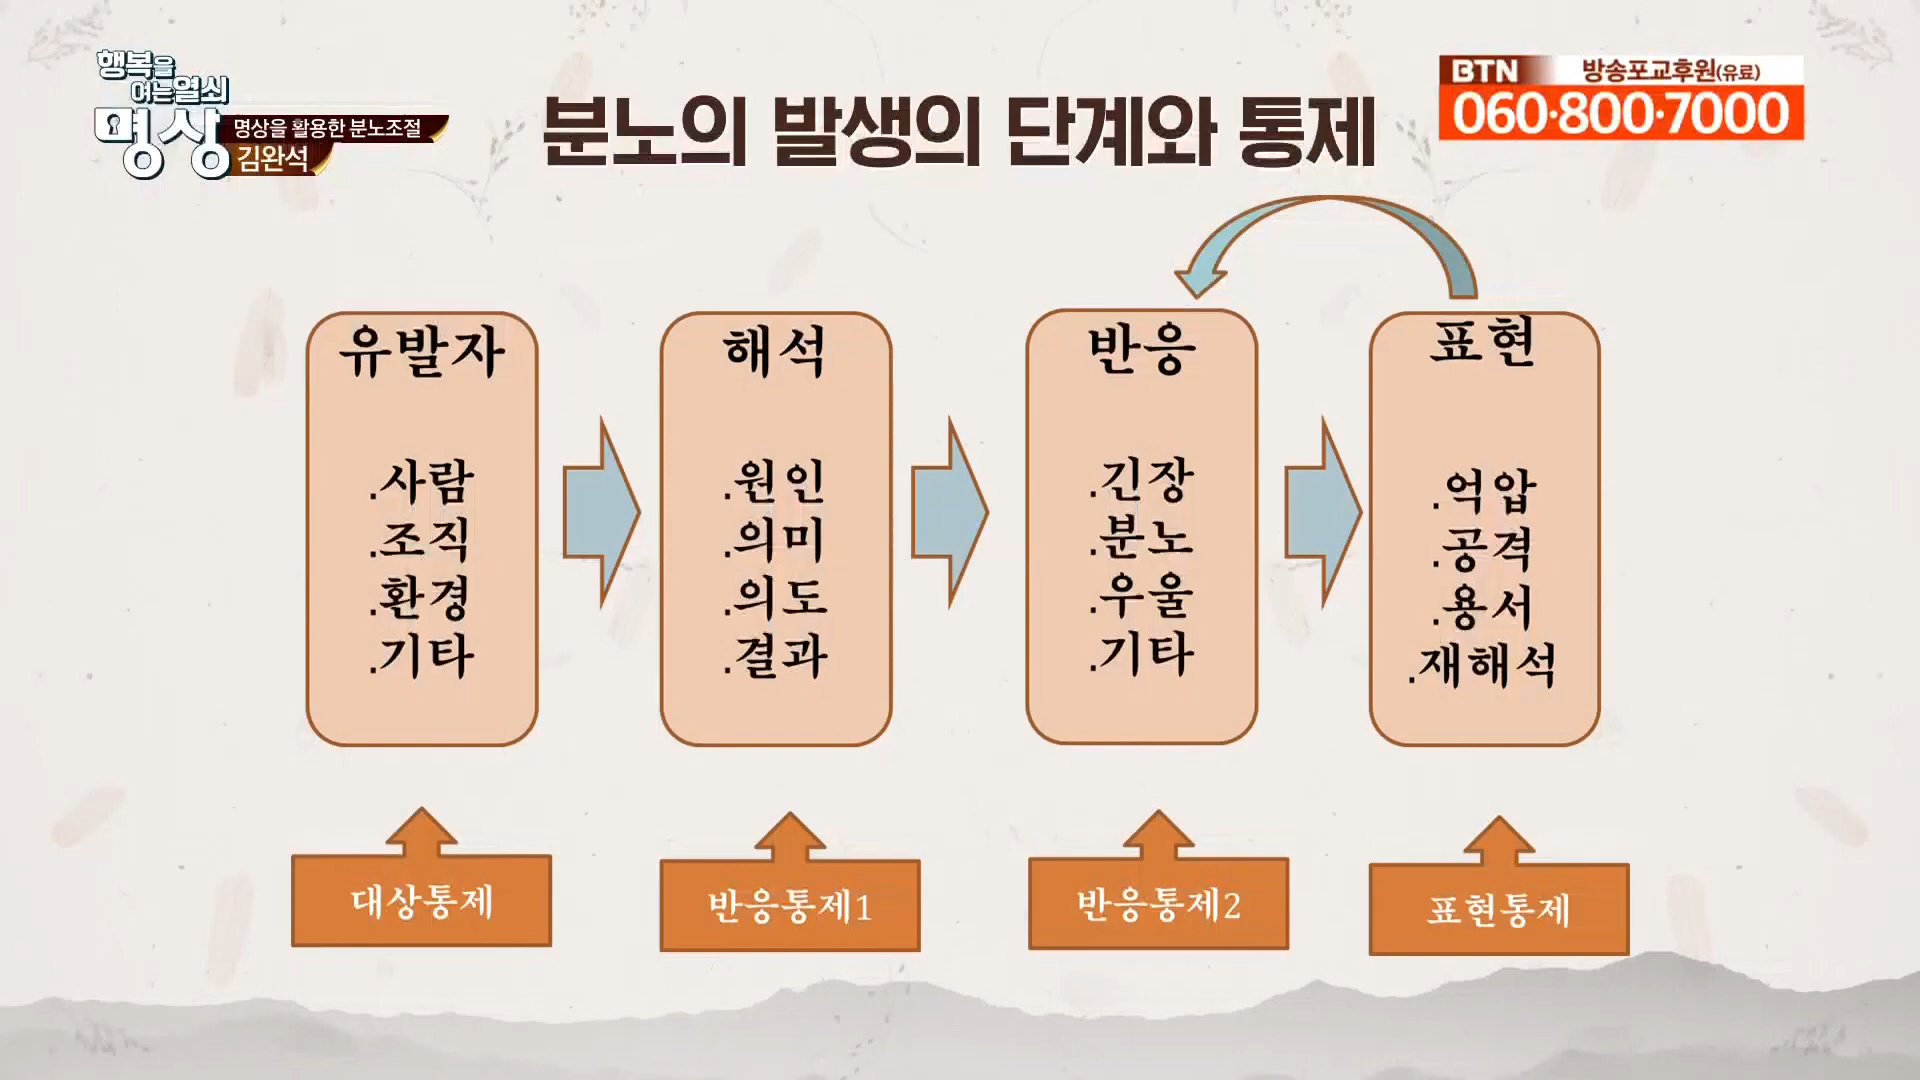 행복을
여는 열쇠
명상
명상을 활용한 분노조절
김완석
BTN 방송포교후원(유료)
060·800·7000
분노의 발생의 단계와 통제
유발자
.사람
.조직
.환경
.기타
해석
.원인
.의미
.의도
.결과
반응
.긴장
.분노
.우울
.기타
표현
.억압
.공격
.용서
.재해석
대상통제
반응통제1
반응통제2
표현통제